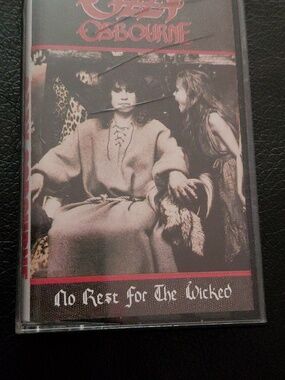 OZZY
OSBOURNE
No Rest for The Wicked